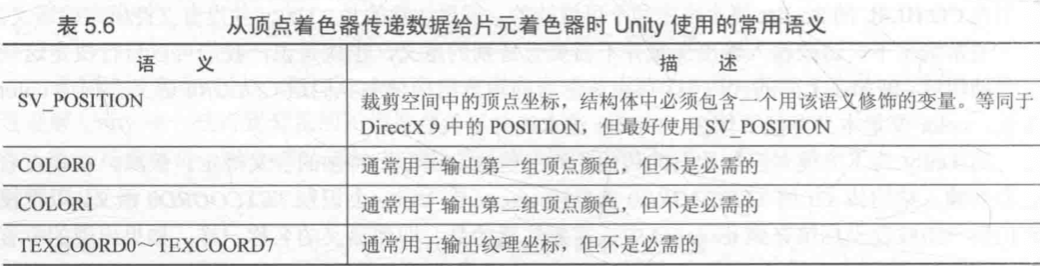 表 5.6 从顶点着色器传递数据给片元着色器时 Unity 使用的常用语义
语 义 描 述
SV_POSITION 裁剪空间中的顶点坐标，结构体中必须包含一个用该语义修饰的变量。等同于
DirectX 9 中的 POSITION，但最好使用 SV_POSITION
COLOR0 通常用于输出第一组顶点颜色，但不是必需的
COLOR1 通常用于输出第二组顶点颜色，但不是必需的
TEXCOORD0～TEXCOORD7 通常用于输出纹理坐标，但不是必需的